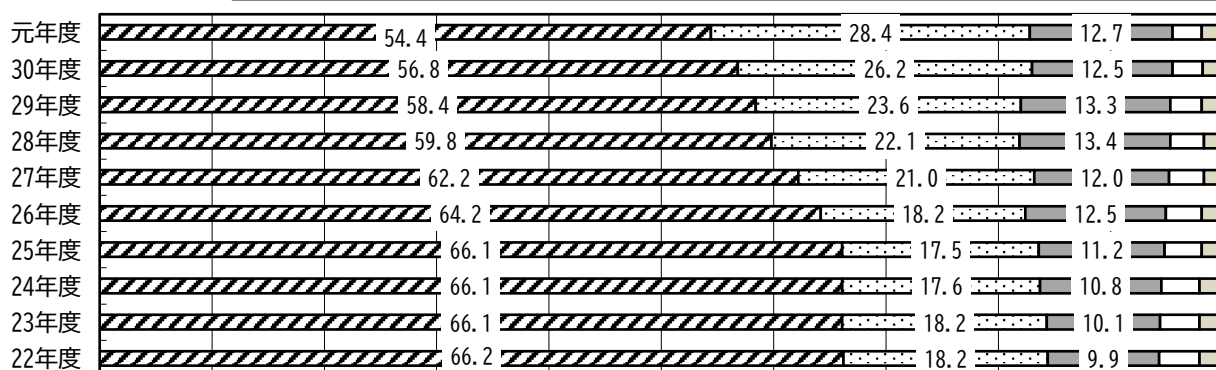 元年度 54.4 28.4 12.7
30年度 56.8 26.2 12.5
29年度 58.4 23.6 13.3
28年度 59.8 22.1 13.4
27年度 62.2 21.0 12.0
26年度 64.2 18.2 12.5
25年度 66.1 17.5 11.2
24年度 66.1 17.6 10.8
23年度 66.1 18.2 10.1
22年度 66.2 18.2 9.9